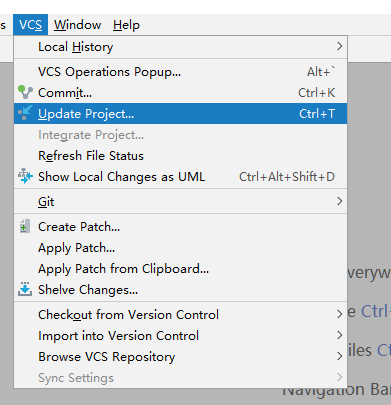 s VCS Window Help
Local History
VCS Operations Popup... Alt+`
Commit... Ctrl+K
Update Project... Ctrl+T
Integrate Project...
Refresh File Status
Show Local Changes as UML Ctrl+Alt+Shift+D
Git
Create Patch...
Apply Patch...
Apply Patch from Clipboard...
everyw
Shelve Changes...
Checkout from Version Control
e Ctrl+
Import into Version Control
iles Ct
Browse VCS Repository
Sync Settings
Navigation Bar